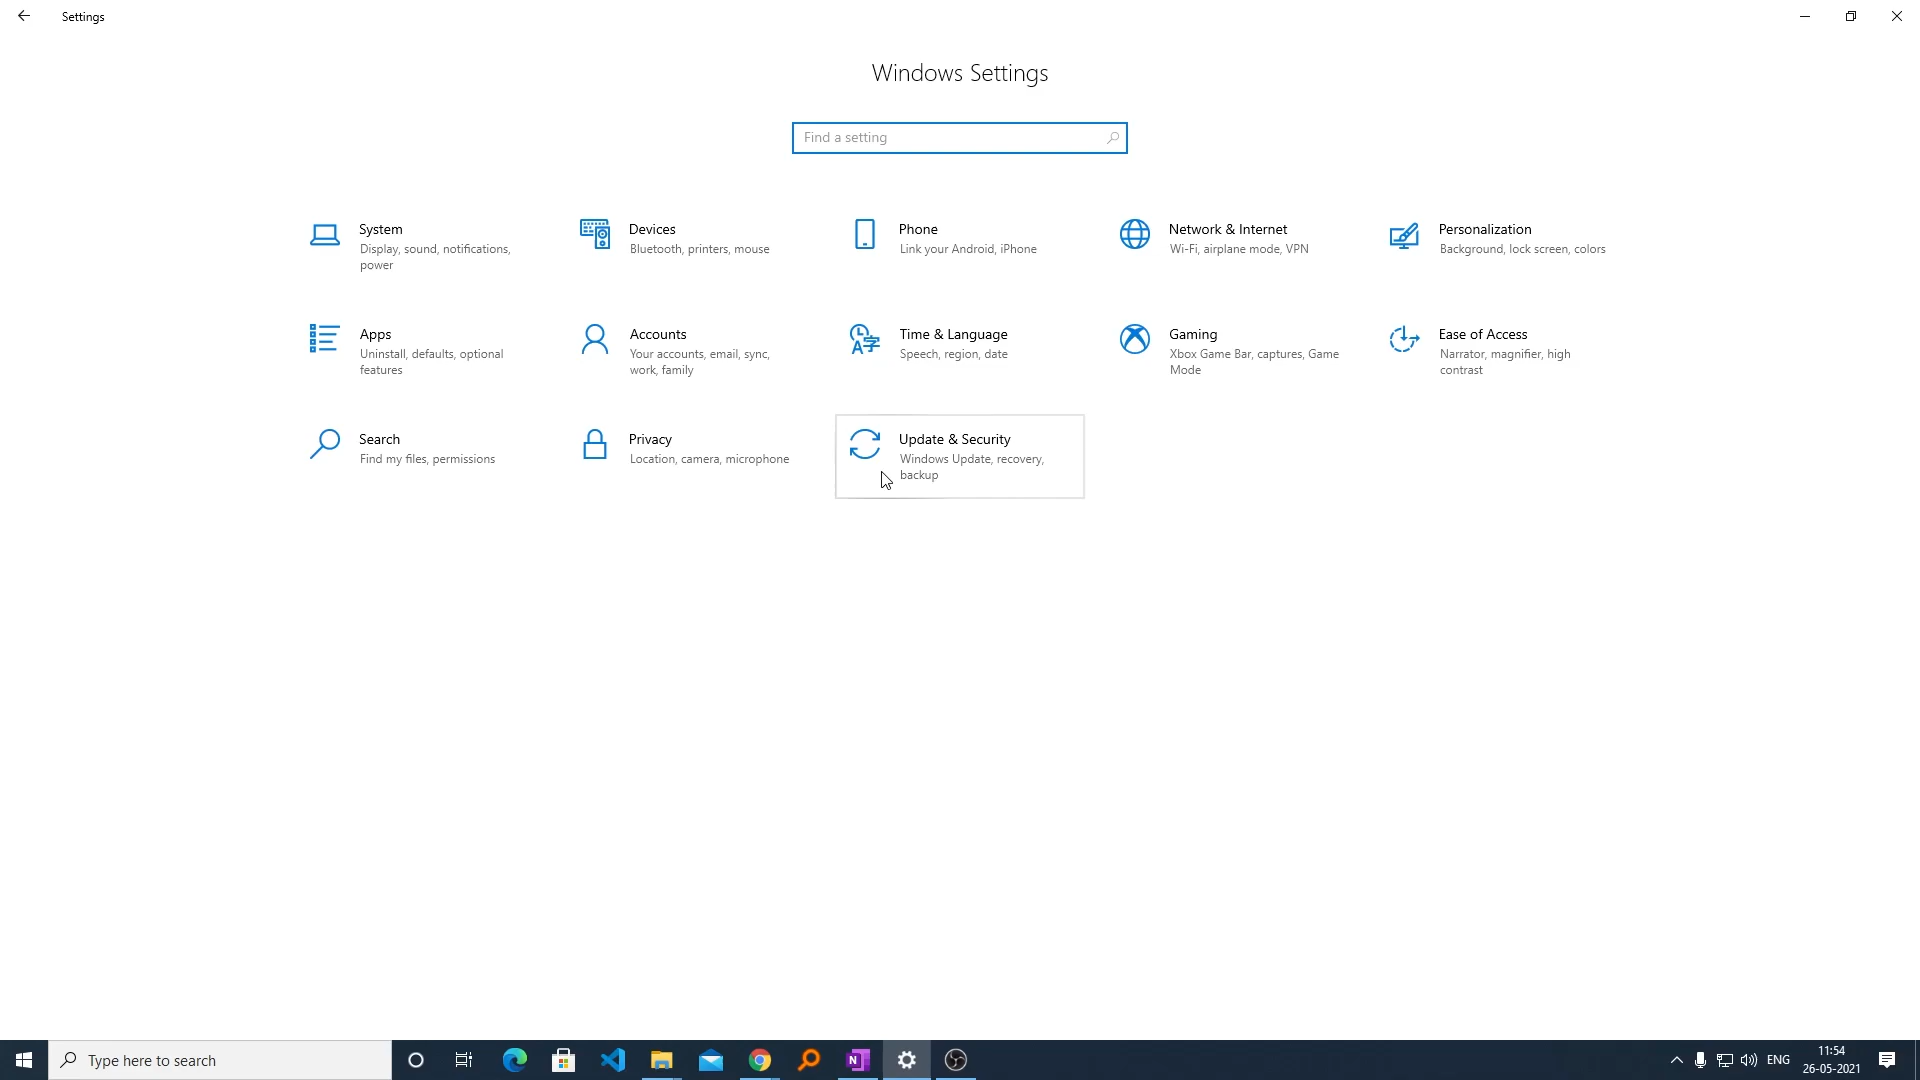 Settings
Windows Settings
Find a setting
System
Display, sound, notifications,
power
Devices
Bluetooth, printers, mouse
Phone
Link your Android, iPhone
Network & Internet
Wi-Fi, airplane mode, VPN
Personalization
Background, lock screen, colors
Apps
Uninstall, defaults, optional
features
Accounts
Your accounts, email, sync,
work, family
Time & Language
Speech, region, date
Gaming
Xbox Game Bar, captures, Game
Mode
Ease of Access
Narrator, magnifier, high
contrast
Search
Find my files, permissions
Privacy
Location, camera, microphone
Update & Security
Windows Update, recovery,
backup
Type here to search
ENG
11:54
26-05-2021